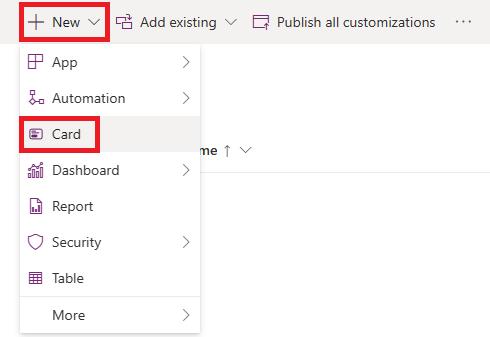 New Add existing Publish all customizations ...
App
Automation
Card
me ↑
Dashboard
Report
Security
Table
More